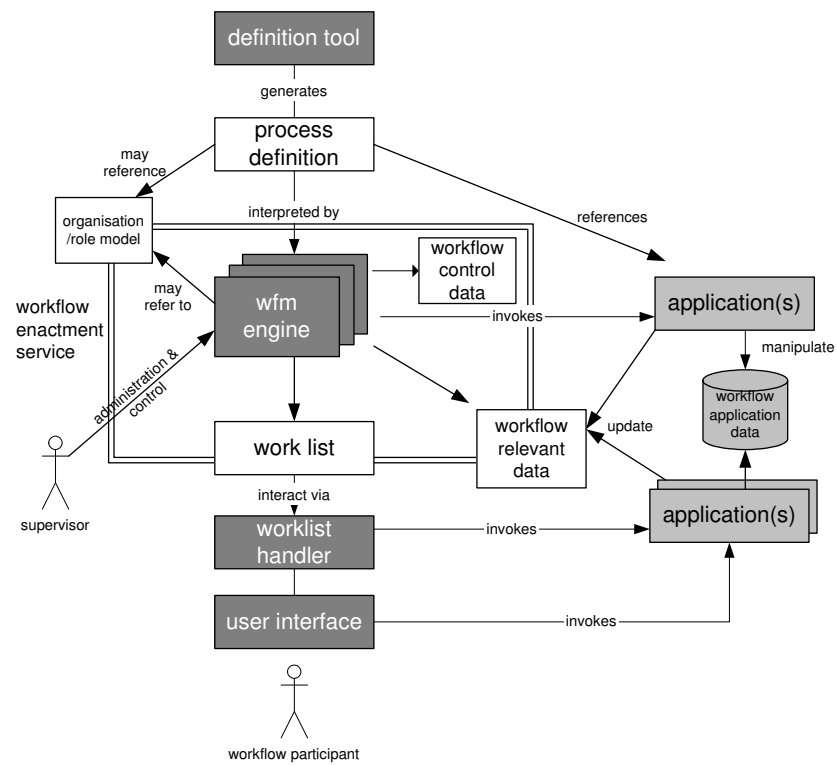 definition tool
generates
process
definition
may
reference
references
organisation
/role model
interpreted by
workflow
control
data
may
refer to
wfm
engine
invokes
application(s)
workflow
enactment
service
manipulate
administration &
control
workflow
application
data
work list
workflow
relevant
data
update
supervisor
interact via
worklist
handler
invokes
application(s)
user interface
invokes
workflow participant